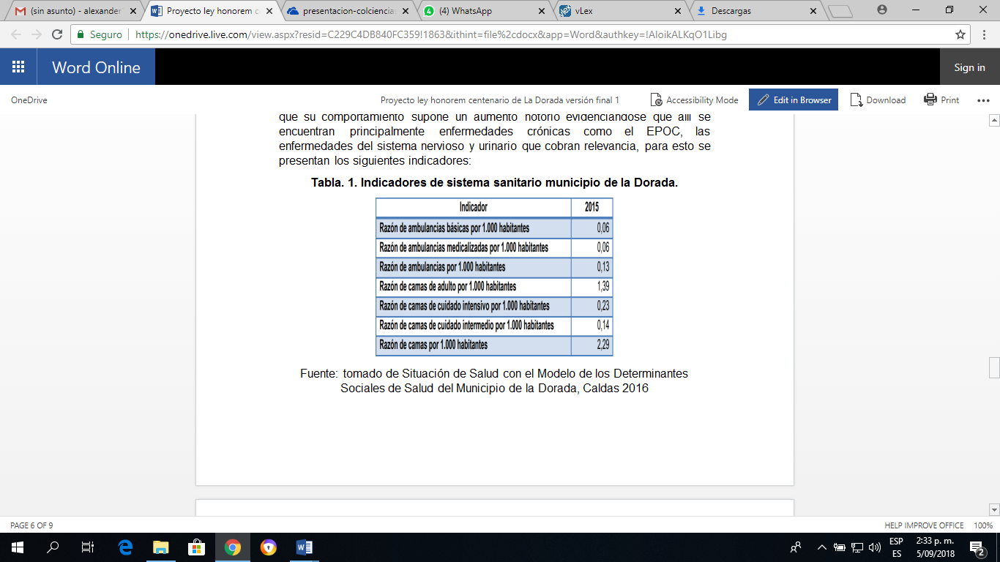 (sin asunto) - alexander
Proyecto ley honorem c
presentacion-colciencia
(4) WhatsApp
vLex
Descargas
Seguro
https://onedrive.live.com/view.aspx?resid=C229C4DB840FC359!1863&ithint=file%2cdocx&app=Word&authkey=!AIoikALKqO1Libg
Word Online
Sign in
OneDrive
Proyecto ley honorem centenario de La Dorada versión final 1
Accessibility Mode
Edit in Browser
Download
Print
que su comportamiento supone un aumento notorio evidenciándose que allí se
encuentran principalmente enfermedades crónicas como el EPOC, las
enfermedades del sistema nervioso y urinario que cobran relevancia, para esto se
presentan los siguientes indicadores:
Tabla. 1. Indicadores de sistema sanitario municipio de la Dorada.
Indicador 2015
Razón de ambulancias básicas por 1.000 habitantes 0,06
Razón de ambulancias medicalizadas por 1.000 habitantes 0,06
Razón de ambulancias por 1.000 habitantes 0,13
Razón de camas de adulto por 1.000 habitantes 1,39
Razón de camas de cuidado intensivo por 1.000 habitantes 0,23
Razón de camas de cuidado intermedio por 1.000 habitantes 0,14
Razón de camas por 1.000 habitantes 2,29
Fuente: tomado de Situación de Salud con el Modelo de los Determinantes
Sociales de Salud del Municipio de la Dorada, Caldas 2016
PAGE 6 OF 9
HELP IMPROVE OFFICE 100%
ESP
ES
2:33 p. m.
5/09/2018
2